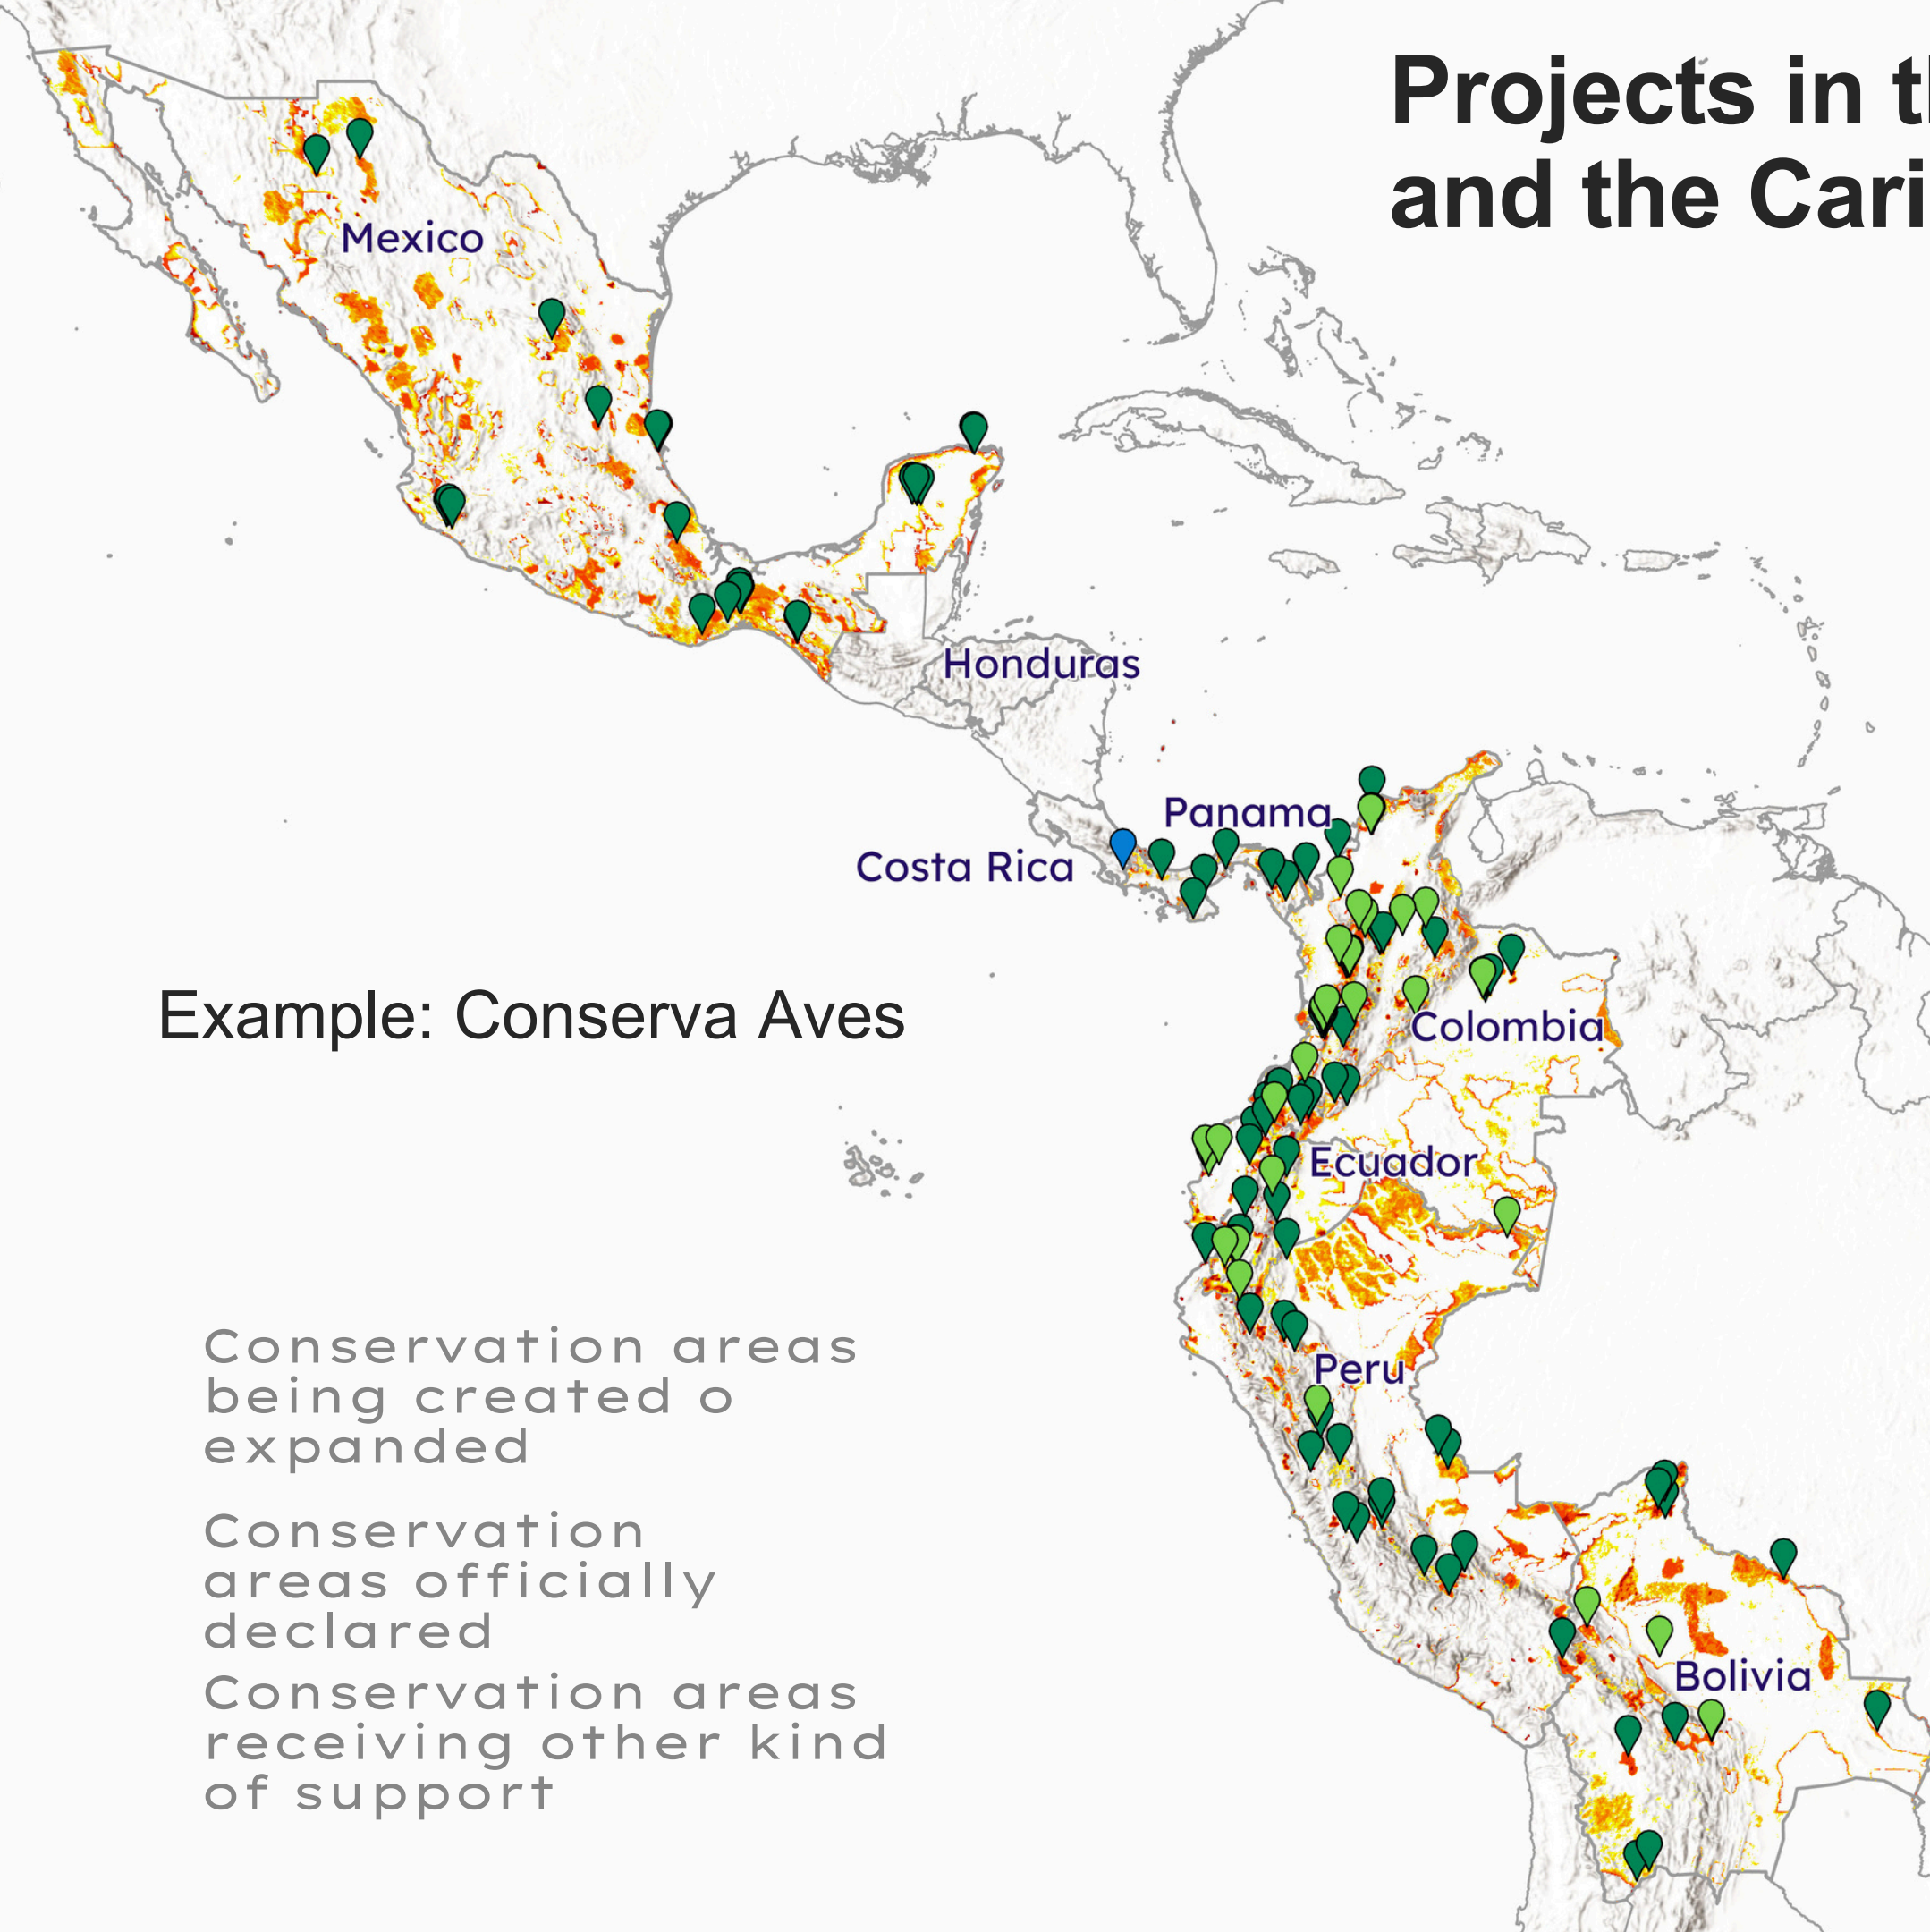 Projects in t
and the Cari
Mexico
Honduras
Panama
Costa Rica
Example: Conserva Aves
Colombia
Ecuador
Peru
Bolivia
Conservation areas
being created o
expanded
Conservation
areas officially
declared
Conservation areas
receiving other kind
of support